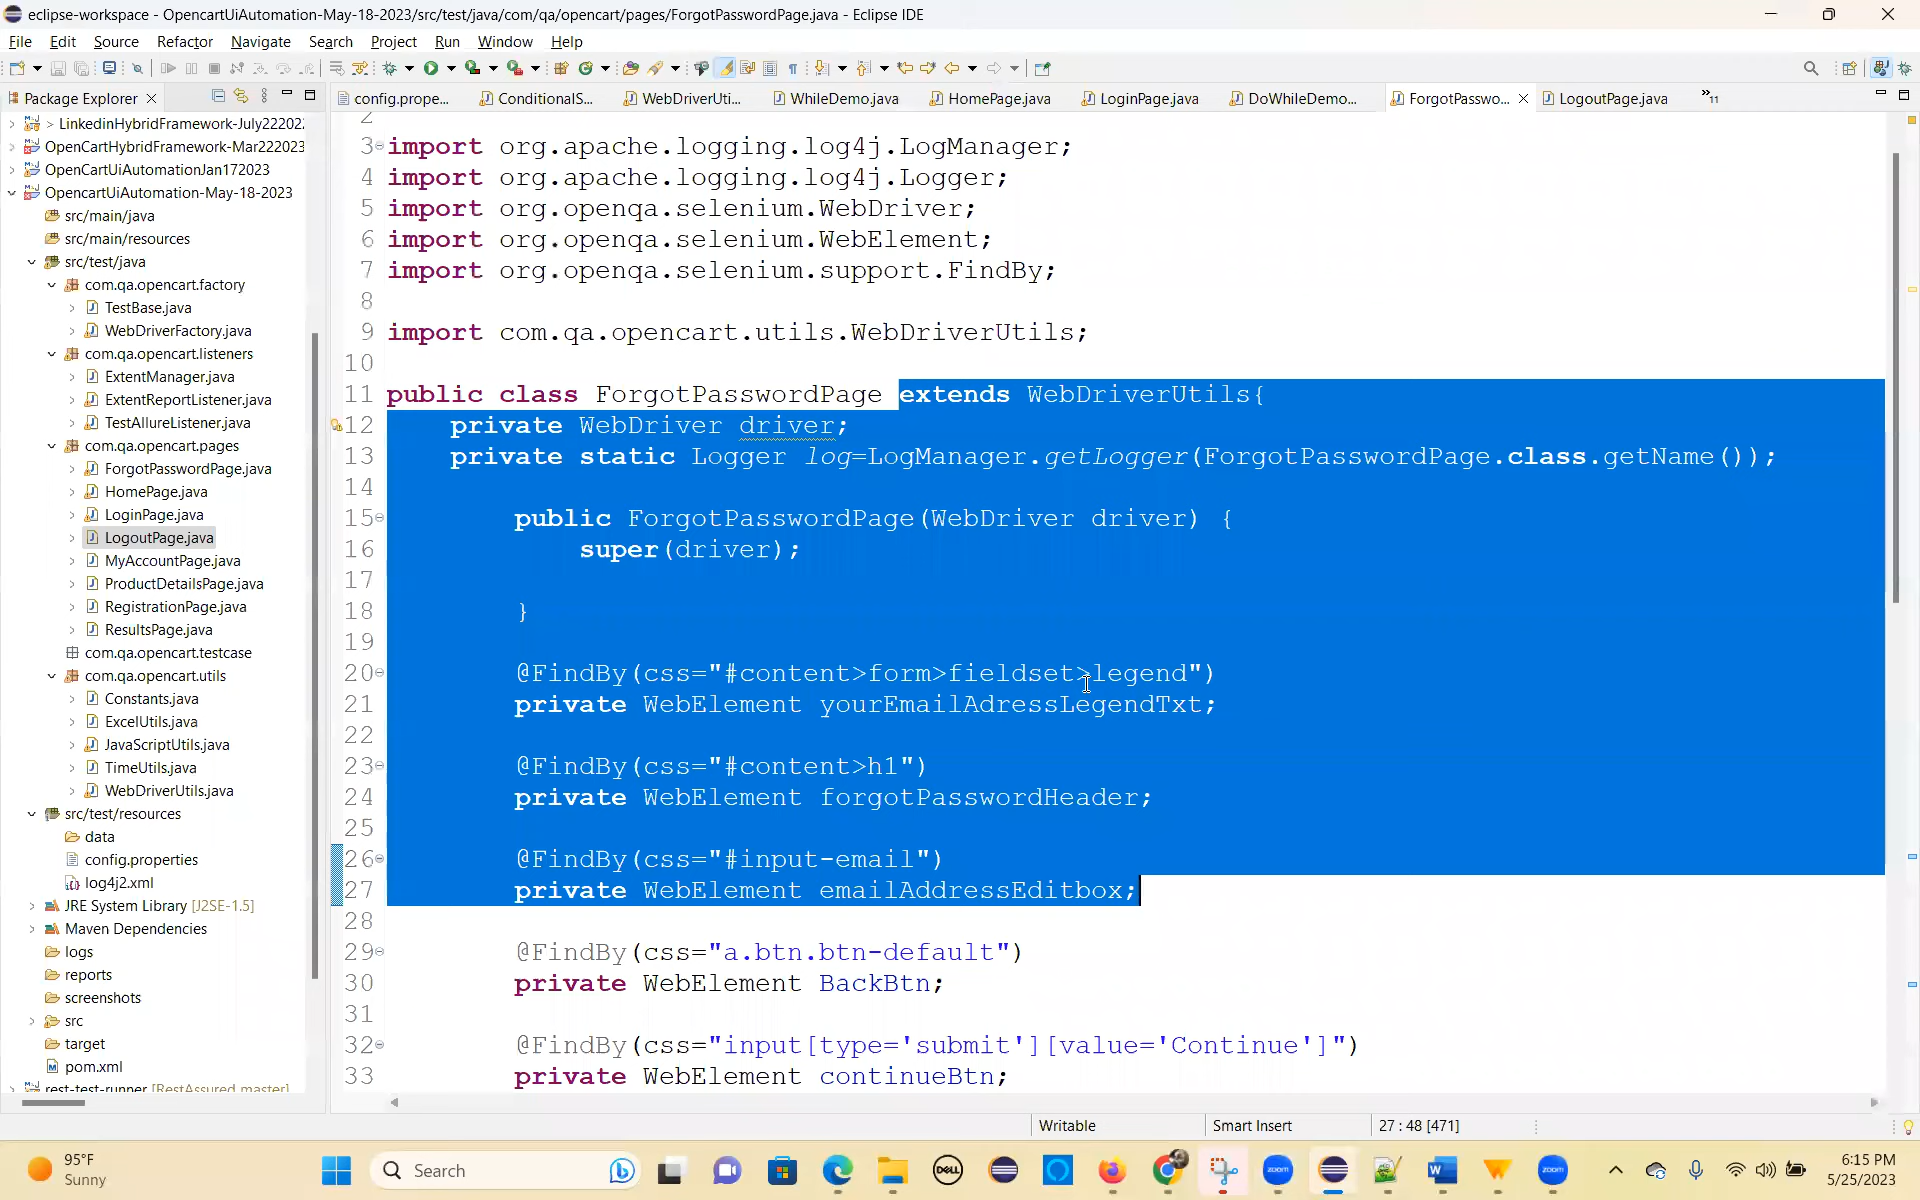 eclipse-workspace - OpencartUiAutomation-May-18-2023/src/test/java/com/qa/opencart/pages/ForgotPasswordPage.java - Eclipse IDE
File Edit Source Refactor Navigate Search Project Run Window Help
Package Explorer
config.prope...
ConditionalS...
WebDriverUti...
WhileDemo.java
HomePage.java
LoginPage.java
DoWhileDemo...
ForgotPasswo...
LogoutPage.java
»11
> LinkedinHybridFramework-July22202
OpenCartHybridFramework-Mar222023
OpenCartUiAutomationJan172023
OpencartUiAutomation-May-18-2023
src/main/java
src/main/resources
src/test/java
com.qa.opencart.factory
TestBase.java
WebDriverFactory.java
com.qa.opencart.listeners
ExtentManager.java
ExtentReportListener.java
TestAllureListener.java
com.qa.opencart.pages
ForgotPasswordPage.java
HomePage.java
LoginPage.java
LogoutPage.java
MyAccountPage.java
ProductDetailsPage.java
RegistrationPage.java
ResultsPage.java
com.qa.opencart.testcase
com.qa.opencart.utils
Constants.java
ExcelUtils.java
JavaScriptUtils.java
TimeUtils.java
WebDriverUtils.java
src/test/resources
data
config.properties
log4j2.xml
JRE System Library [J2SE-1.5]
Maven Dependencies
logs
reports
screenshots
src
target
pom.xml
rest-test-runner [RestAssured master]
2
3 import org.apache.logging.log4j.LogManager;
4 import org.apache.logging.log4j.Logger;
5 import org.openqa.selenium.WebDriver;
6 import org.openqa.selenium.WebElement;
7 import org.openqa.selenium.support.FindBy;
8
9 import com.qa.opencart.utils.WebDriverUtils;
10
11 public class ForgotPasswordPage extends WebDriverUtils{
12 private WebDriver driver;
13 private static Logger log=LogManager.getLogger(ForgotPasswordPage.class.getName());
14
15 public ForgotPasswordPage(WebDriver driver) {
16 super(driver);
17
18 }
19
20 @FindBy(css="#content>form>fieldset>legend")
21 private WebElement yourEmailAdressLegendTxt;
22
23 @FindBy(css="#content>h1")
24 private WebElement forgotPasswordHeader;
25
26 @FindBy(css="#input-email")
27 private WebElement emailAddressEditbox;
28
29 @FindBy(css="a.btn.btn-default")
30 private WebElement BackBtn;
31
32 @FindBy(css="input[type='submit'][value='Continue']")
33 private WebElement continueBtn;
Writable
Smart Insert
27 : 48 [471]
95°F
Sunny
Search
DELL
zoom
zoom
6:15 PM
5/25/2023